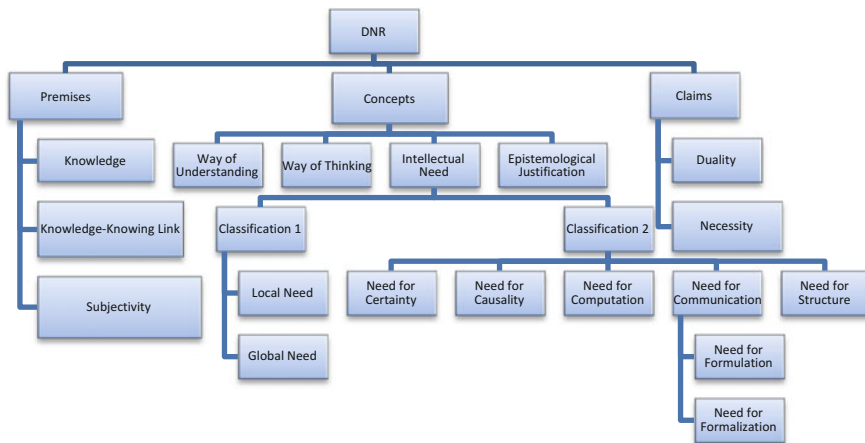 DNR
Premises
Concepts
Claims
Knowledge
Way of
Understanding
Way of Thinking
Intellectual
Need
Epistemological
Justification
Duality
Knowledge-Knowing Link
Classification 1
Classification 2
Necessity
Subjectivity
Local Need
Need for
Certainty
Need for
Causality
Need for
Computation
Need for
Communication
Need for
Structure
Global Need
Need for
Formulation
Need for
Formalization